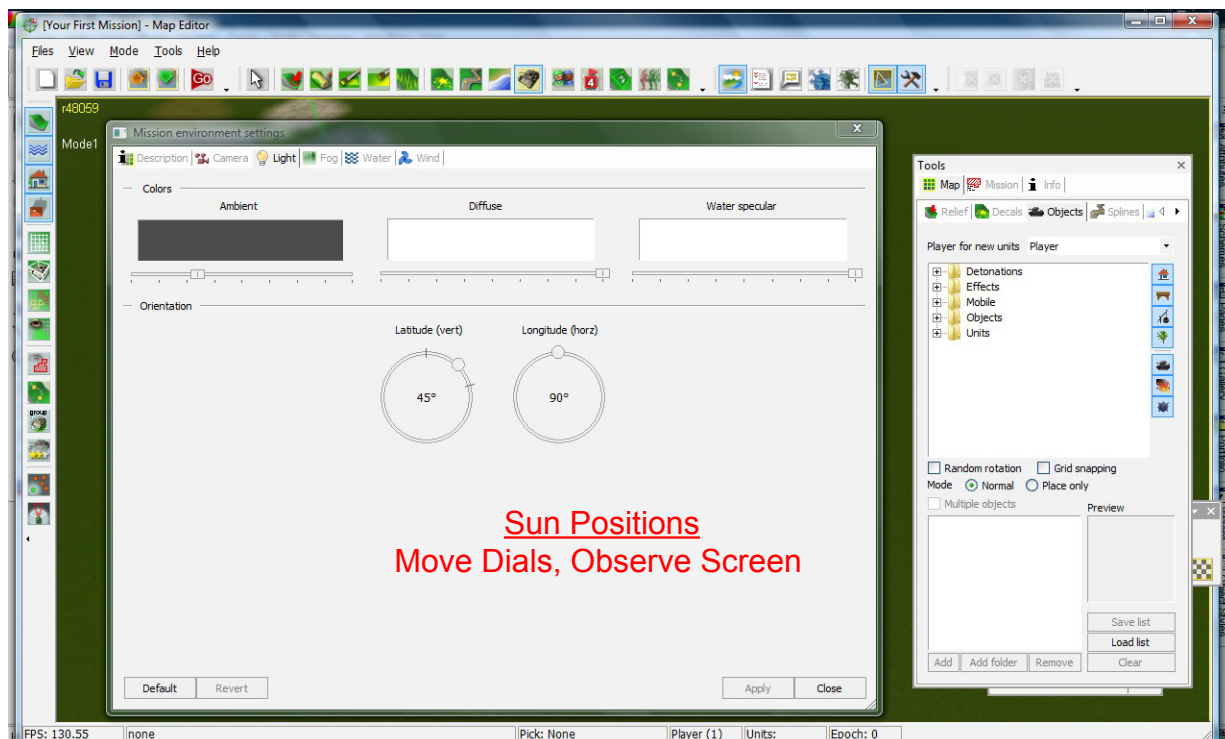 [Your First Mission] - Map Editor
Files View Mode Tools Help
GO
4
r48059
Mode1
group
Mission environment settings
Description Camera Light Fog Water Wind
Colors
Ambient Diffuse Water specular
Orientation
Latitude (vert) Longitude (horz)
45° 90°
Sun Positions
Move Dials, Observe Screen
Default Revert Apply Close
Tools
Map Mission Info
Relief Decals Objects Splines
Player for new units Player
Detonations
Effects
Mobile
Objects
Units
Random rotation Grid snapping
Mode Normal Place only
Multiple objects
Preview
Save list
Load list
Add Add folder Remove Clear
FPS: 130.55 none Pick: None Player (1) Units: Epoch: 0